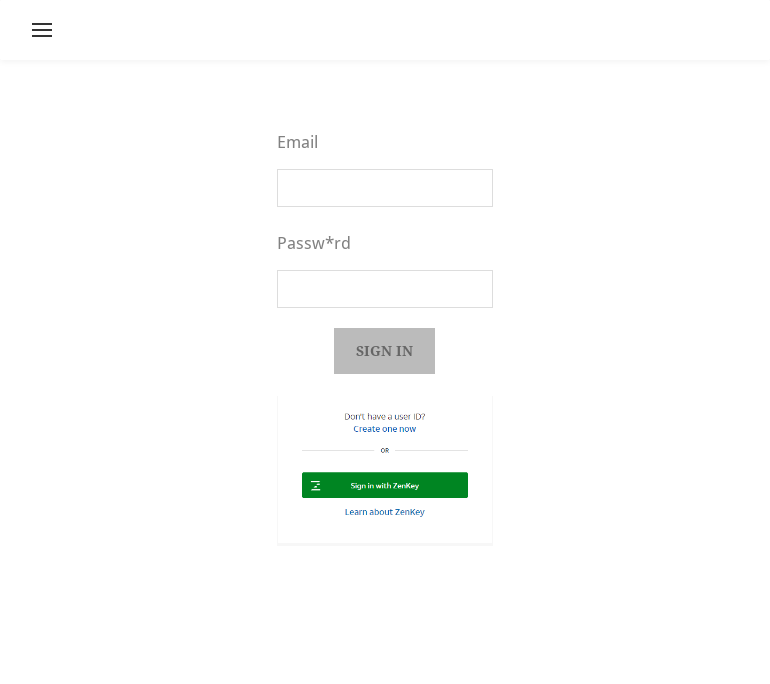 Email
Passw*rd
SIGN IN
Don't have a user ID?
Create one now
OR
Sign in with ZenKey
Learn about ZenKey